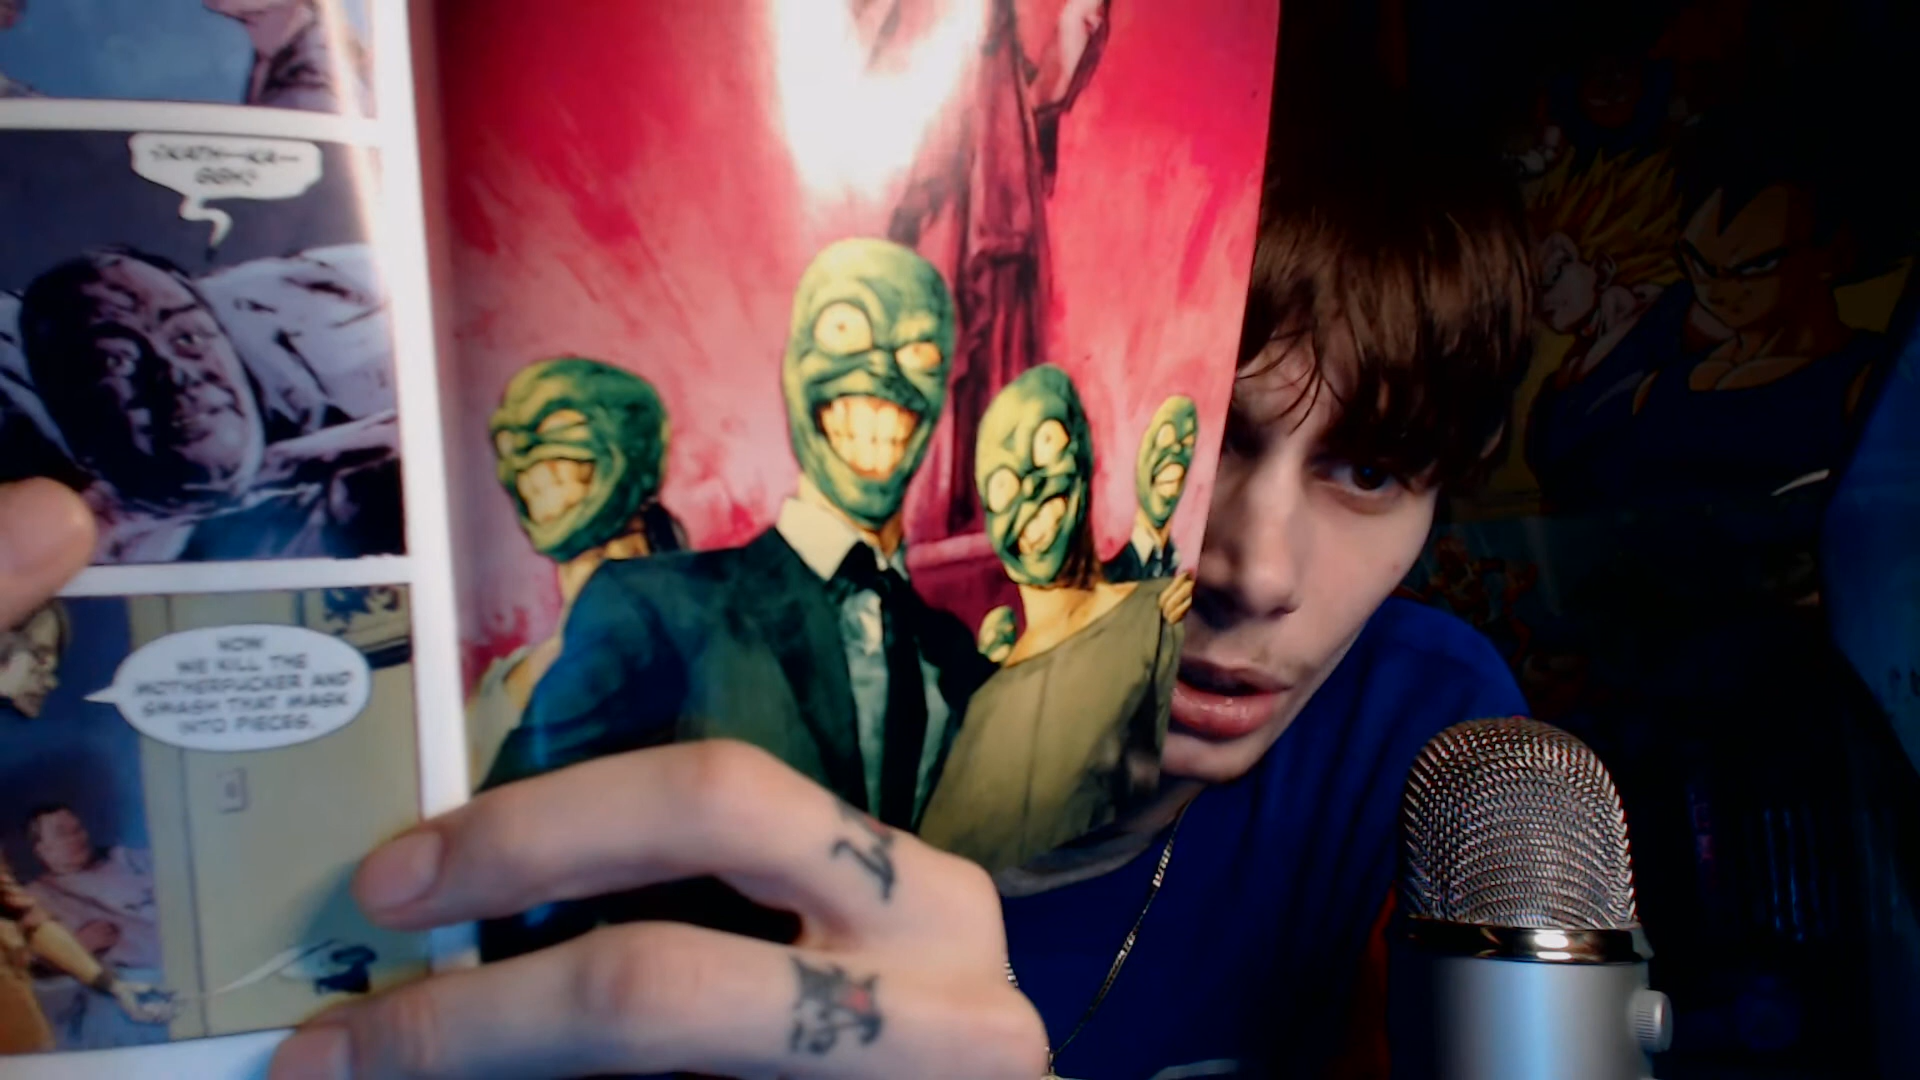 NOW
WE KILL THE
MOTHERFUCKER AND
SMASH THAT MASK
INTO PIECES.